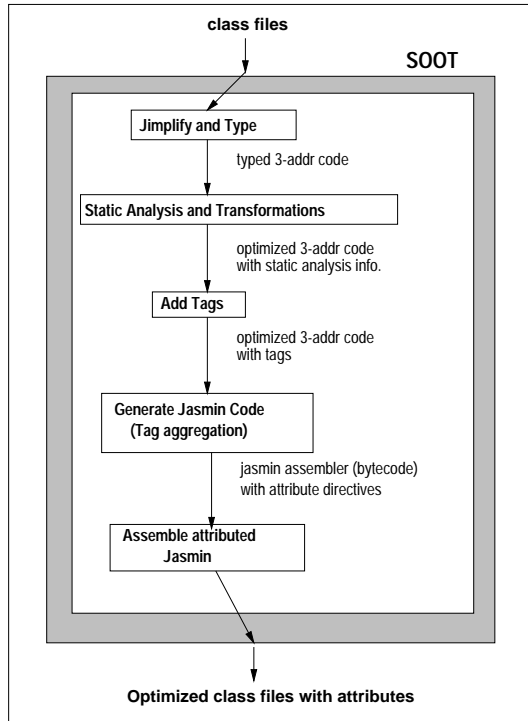 class files
SOOT
Jimplify and Type
typed 3-addr code
Static Analysis and Transformations
optimized 3-addr code
with static analysis info.
Add Tags
optimized 3-addr code
with tags
Generate Jasmin Code
(Tag aggregation)
jasmin assembler (bytecode)
with attribute directives
Assemble attributed
Jasmin
Optimized class files with attributes